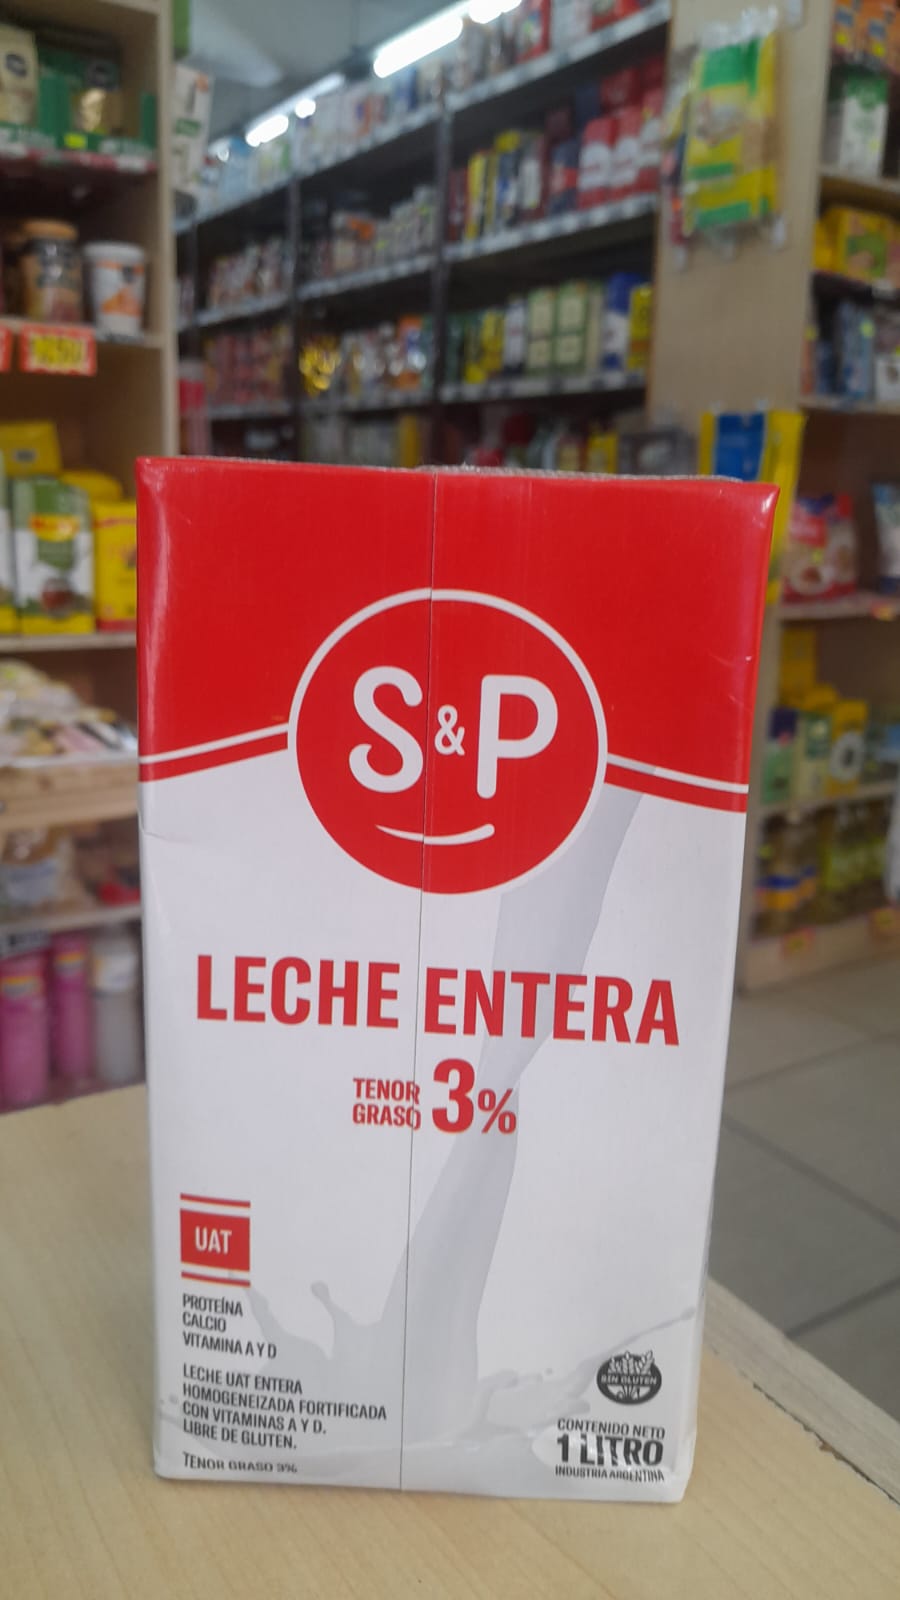 S&P
LECHE ENTERA
TENOR
GRASO 3%
UAT
PROTEÍNA
CALCIO
VITAMINA A Y D
LECHE UAT ENTERA
HOMOGENEIZADA FORTIFICADA
CON VITAMINAS A Y D.
LIBRE DE GLUTEN.
TENOR GRASO 3%
SIN GLUTEN
CONTENIDO NETO
1 LITRO
INDUSTRIA ARGENTINA